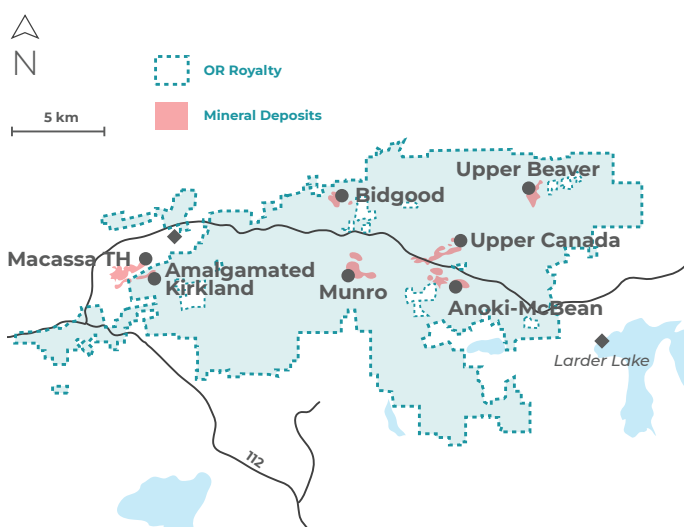 N
OR Royalty
5 km
Mineral Deposits
Upper Beaver
Bidgood
Upper Canada
Macassa TH
Amalgamated
Kirkland
Munro
Anoki-McBean
Larder Lake
112